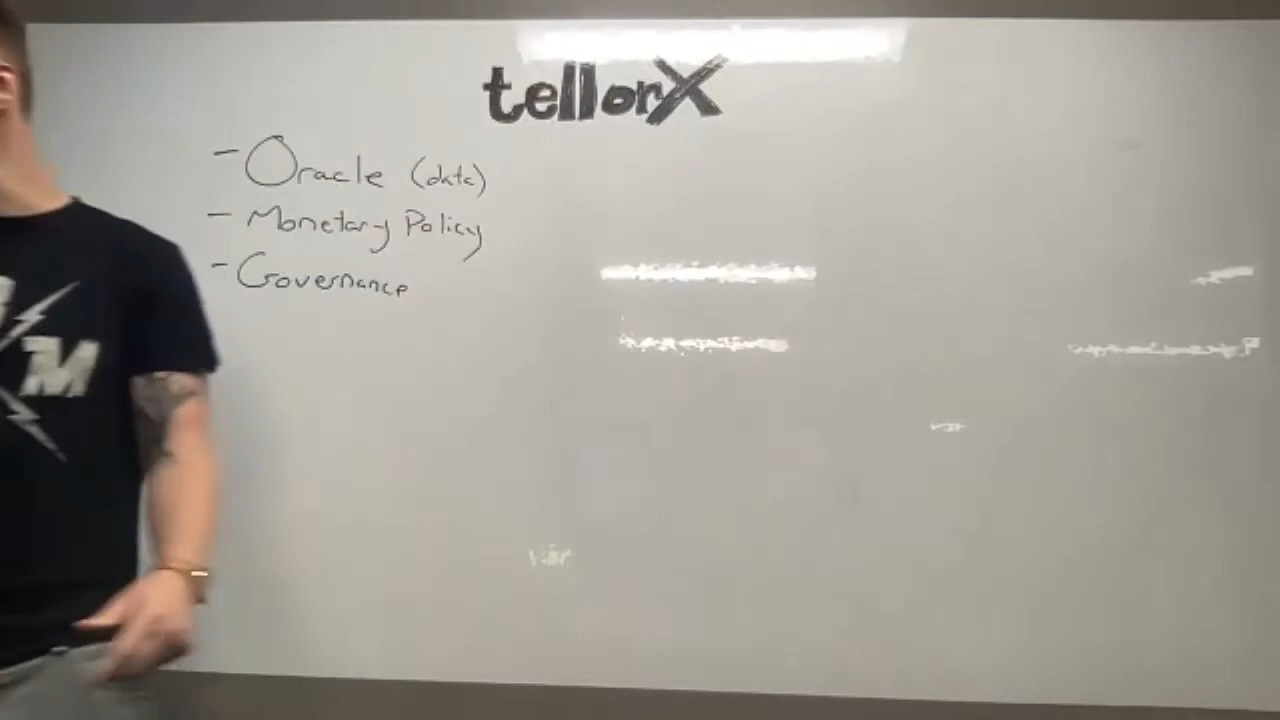 tellorX
- Oracle (data)
- Monetary Policy
- Governance
M